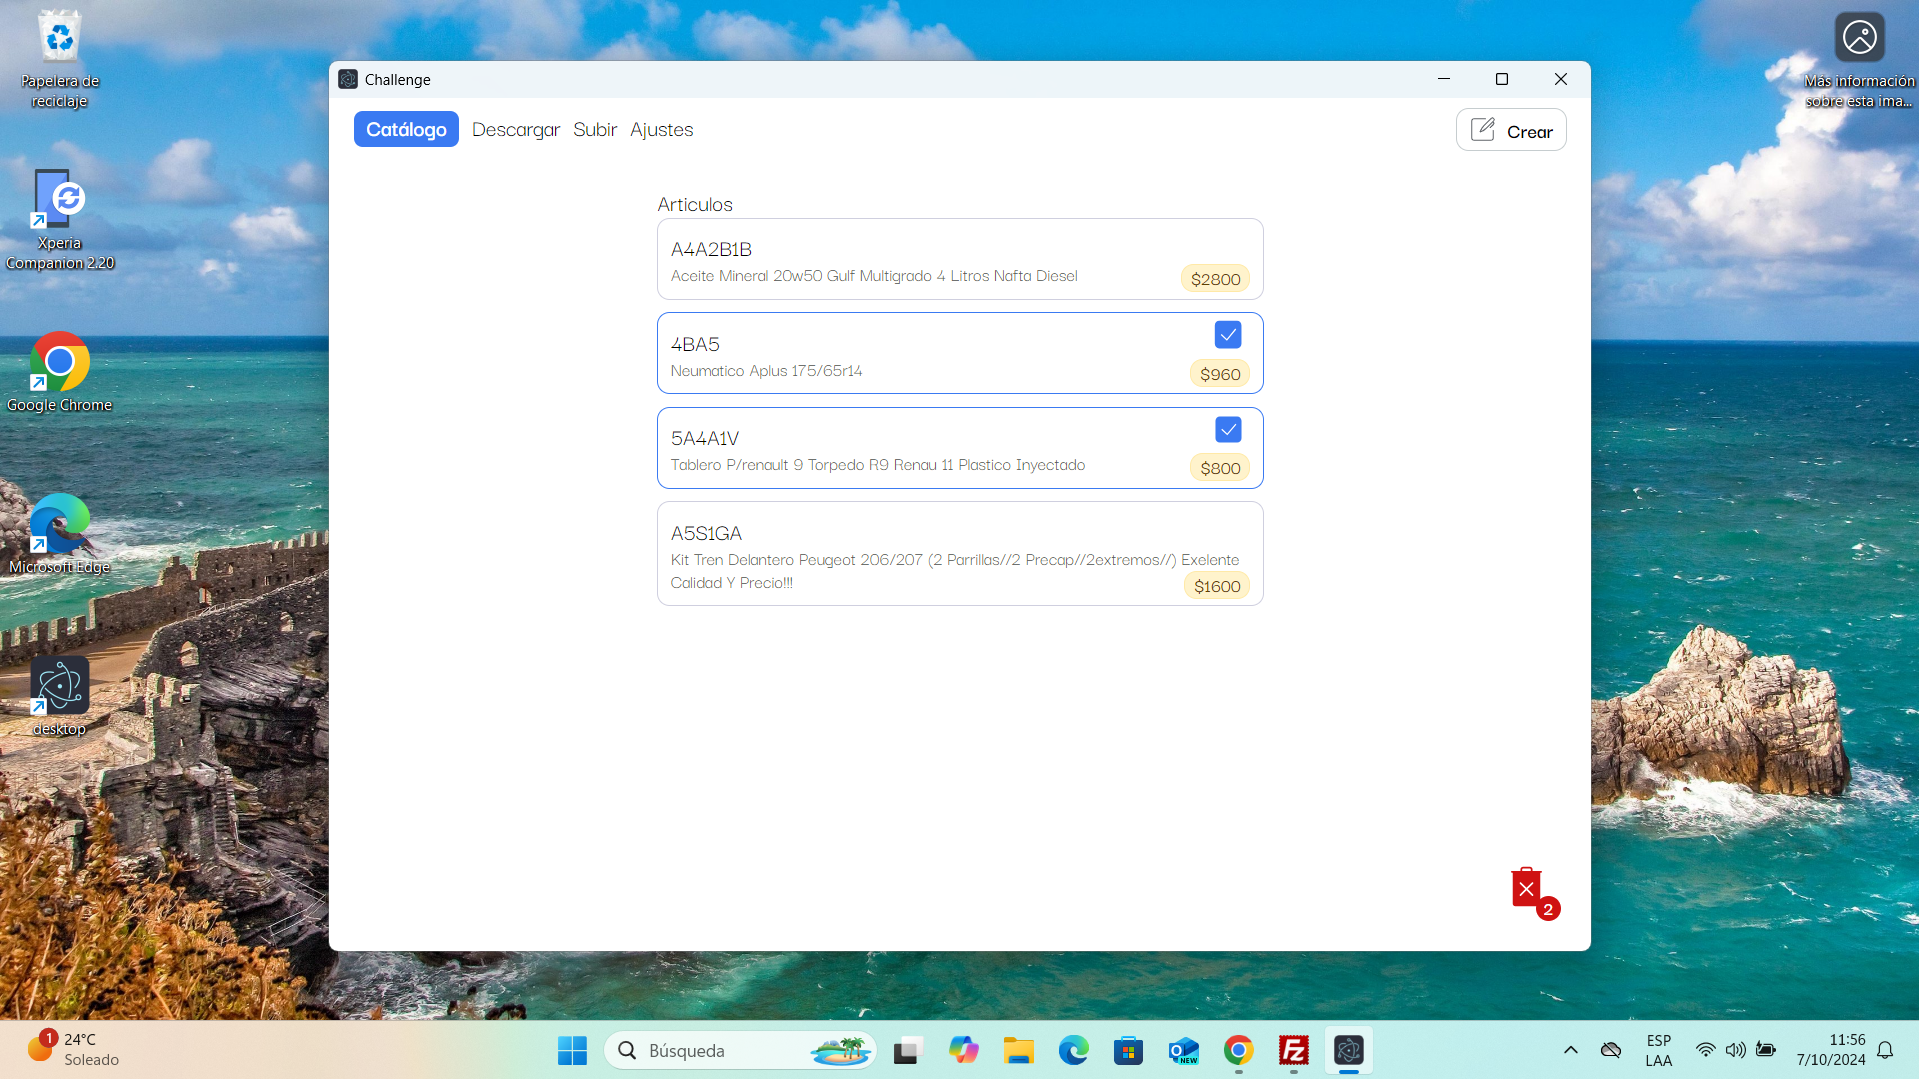 Papelera de
reciclaje
Xperia
Companion 2.20
Google Chrome
Microsoft Edge
desktop
Más información
sobre esta ima...
Challenge
Catálogo
Descargar
Subir
Ajustes
Crear
Articulos
A4A2B1B
Aceite Mineral 20w50 Gulf Multigrado 4 Litros Nafta Diesel
$2800
4BA5
Neumatico Aplus 175/65r14
$960
5A4A1V
Tablero P/renault 9 Torpedo R9 Renau 11 Plastico Inyectado
$800
A5S1GA
Kit Tren Delantero Peugeot 206/207 (2 Parrillas//2 Precap//2extremos//) Exelente
Calidad Y Precio!!!
$1600
2
1
24°C
Soleado
Búsqueda
NEW
Fz
ESP
LAA
11:56
7/10/2024